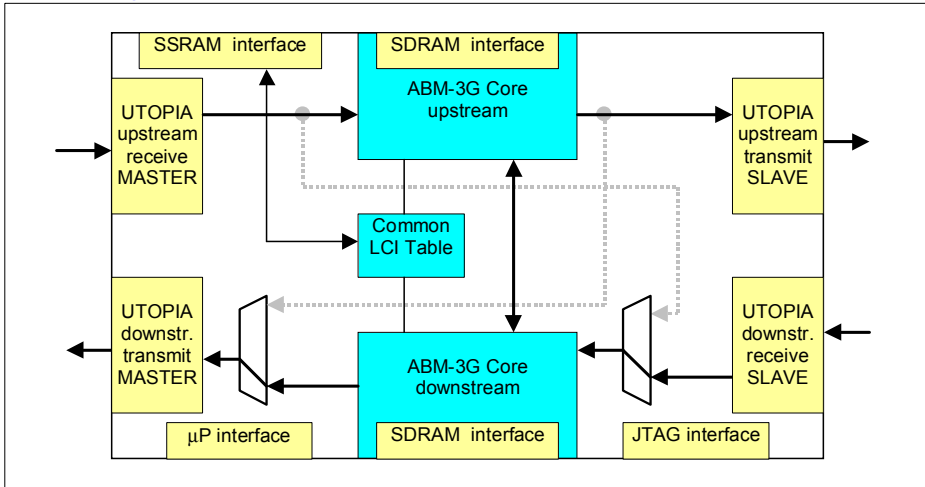 SSRAM interface
SDRAM interface
UTOPIA
upstream
receive
MASTER
ABM-3G Core
upstream
UTOPIA
upstream
transmit
SLAVE
Common
LCI Table
UTOPIA
downstr.
transmit
MASTER
ABM-3G Core
downstream
UTOPIA
downstr.
receive
SLAVE
μP interface
SDRAM interface
JTAG interface